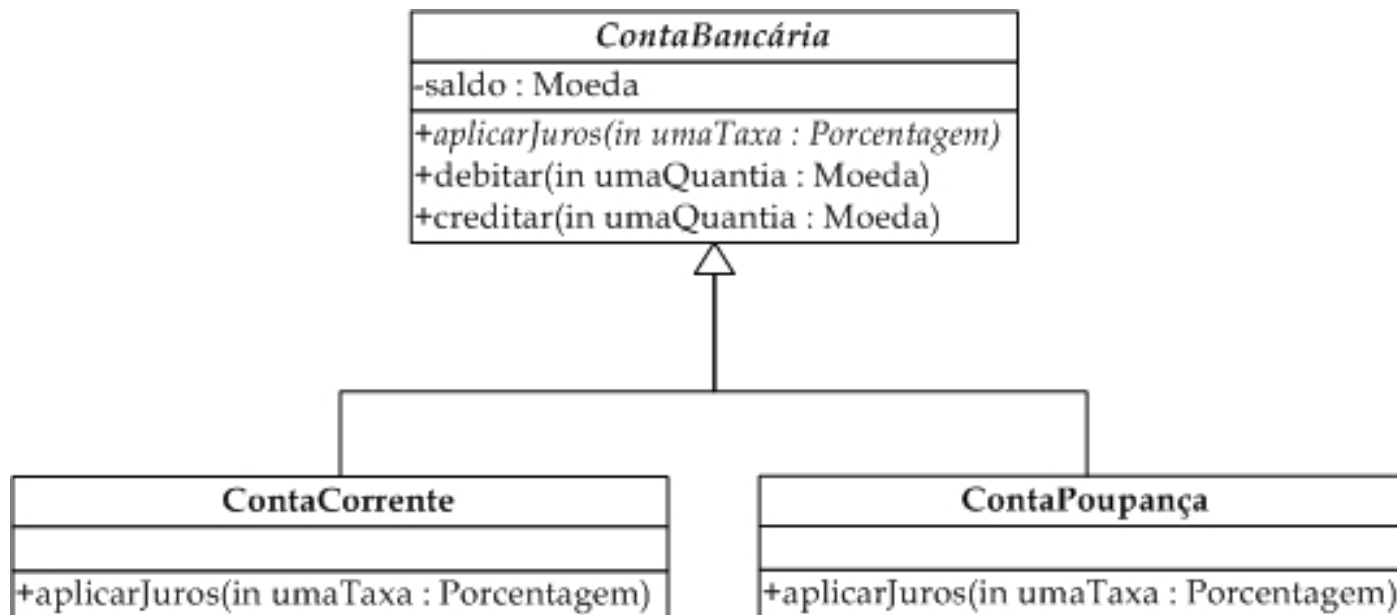 ContaBancária
-saldo : Moeda
+aplicarJuros(in umaTaxa : Porcentagem)
+debitar(in umaQuantia : Moeda)
+creditar(in umaQuantia : Moeda)
ContaCorrente
+aplicarJuros(in umaTaxa : Porcentagem)
ContaPoupança
+aplicarJuros(in umaTaxa : Porcentagem)